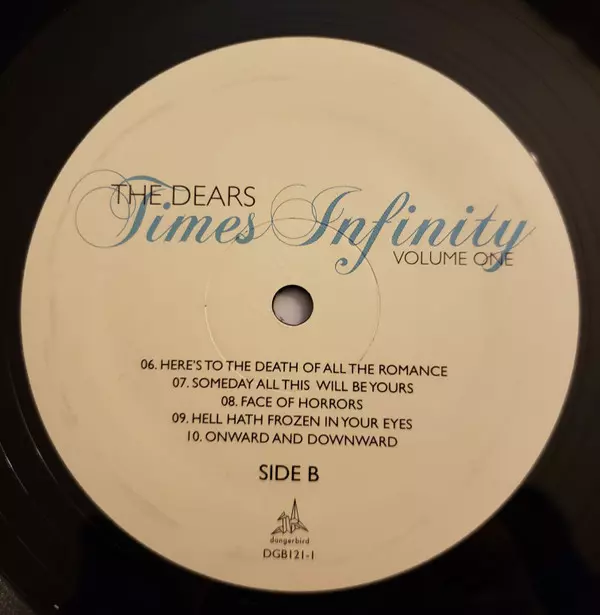 THE DEARS
Times Infinity
VOLUME ONE
06. HERE'S TO THE DEATH OF ALL THE ROMANCE
07. SOMEDAY ALL THIS WILL BE YOURS
08. FACE OF HORRORS
09. HELL HATH FROZEN IN YOUR EYES
10. ONWARD AND DOWNWARD
SIDE B
dangerbird
DGB121-1